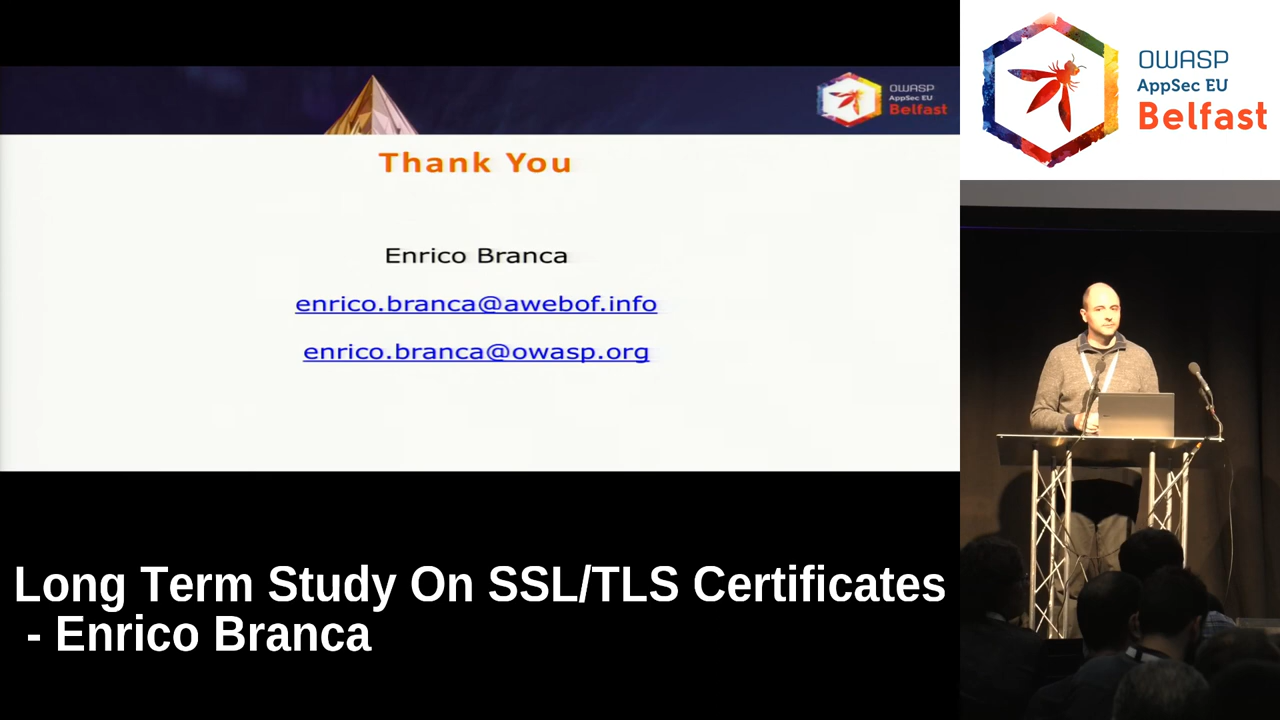 OWASP
AppSec EU
Belfast
Thank You
Enrico Branca
enrico.branca@awebof.info
enrico.branca@owasp.org
OWASP
AppSec EU
Belfast
Long Term Study On SSL/TLS Certificates
- Enrico Branca